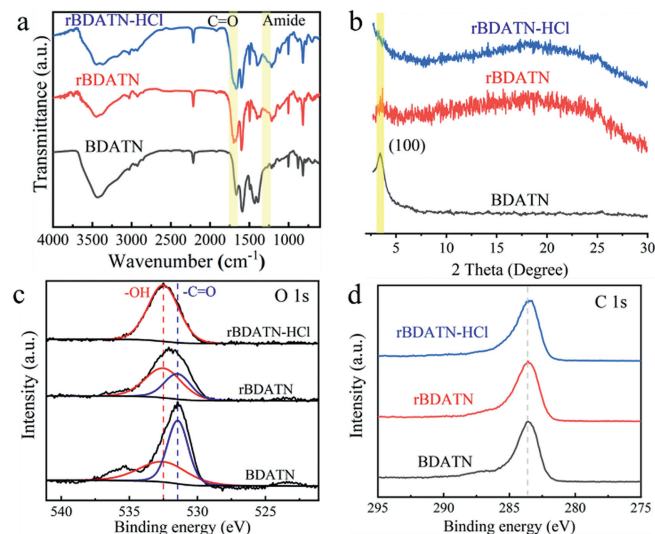 a
rBDATN-HCl
C=O
Amide
rBDATN
BDATN
Transmittance (a.u.)
4000 3500 3000 2500 2000 1500 1000
Wavenumber (cm⁻¹)
b
rBDATN-HCl
rBDATN
(100)
BDATN
Intensity (a.u.)
5 10 15 20 25 30
2 Theta (Degree)
c
-OH
-C=O
O 1s
rBDATN-HCl
rBDATN
BDATN
Intensity (a.u.)
540 535 530 525
Binding energy (eV)
d
C 1s
rBDATN-HCl
rBDATN
BDATN
Intensity (a.u.)
295 290 285 280 275
Binding energy (eV)